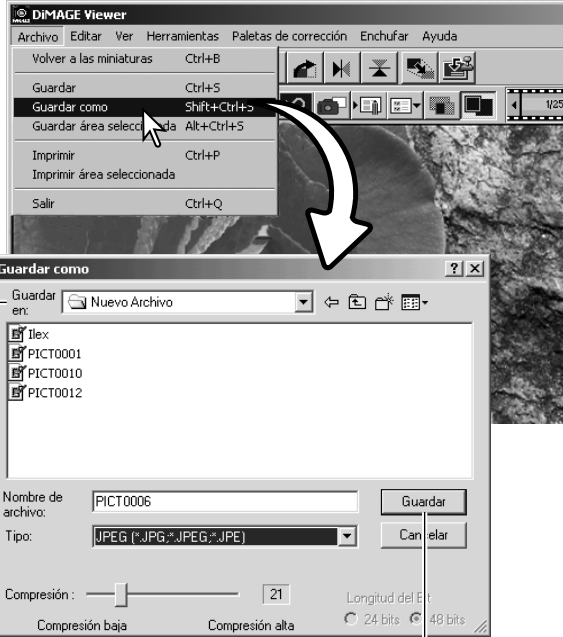 DiMAGE Viewer
Archivo Editar Ver Herramientas Paletas de corrección Enchufar Ayuda
Volver a las miniaturas Ctrl+B
Guardar Ctrl+S
Guardar como Shift+Ctrl+S
Guardar área seleccionada Alt+Ctrl+S
1/25
Imprimir Ctrl+P
Imprimir área seleccionada
Salir Ctrl+Q
Guardar como
Guardar en: Nuevo Archivo
Ilex
PICT0001
PICT0010
PICT0012
Nombre de archivo: PICT0006 Guardar
Tipo: JPEG (*.JPG;*.JPEG;*.JPE) Cancelar
Compresión : 21 Longitud del Bit
Compresión baja Compresión alta 24 bits 48 bits